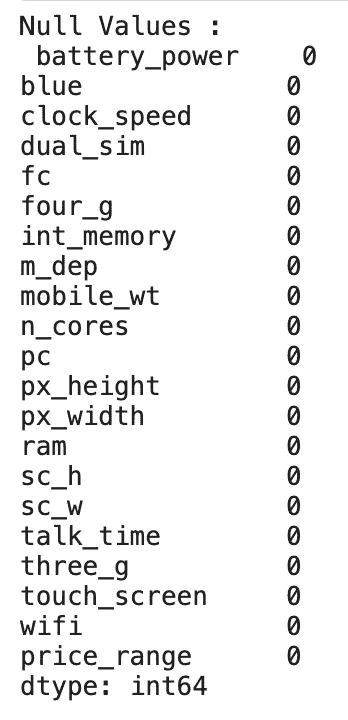 Null Values :
 battery_power    0
blue             0
clock_speed      0
dual_sim         0
fc               0
four_g           0
int_memory       0
m_dep            0
mobile_wt        0
n_cores          0
pc               0
px_height        0
px_width         0
ram              0
sc_h             0
sc_w             0
talk_time        0
three_g          0
touch_screen     0
wifi             0
price_range      0
dtype: int64